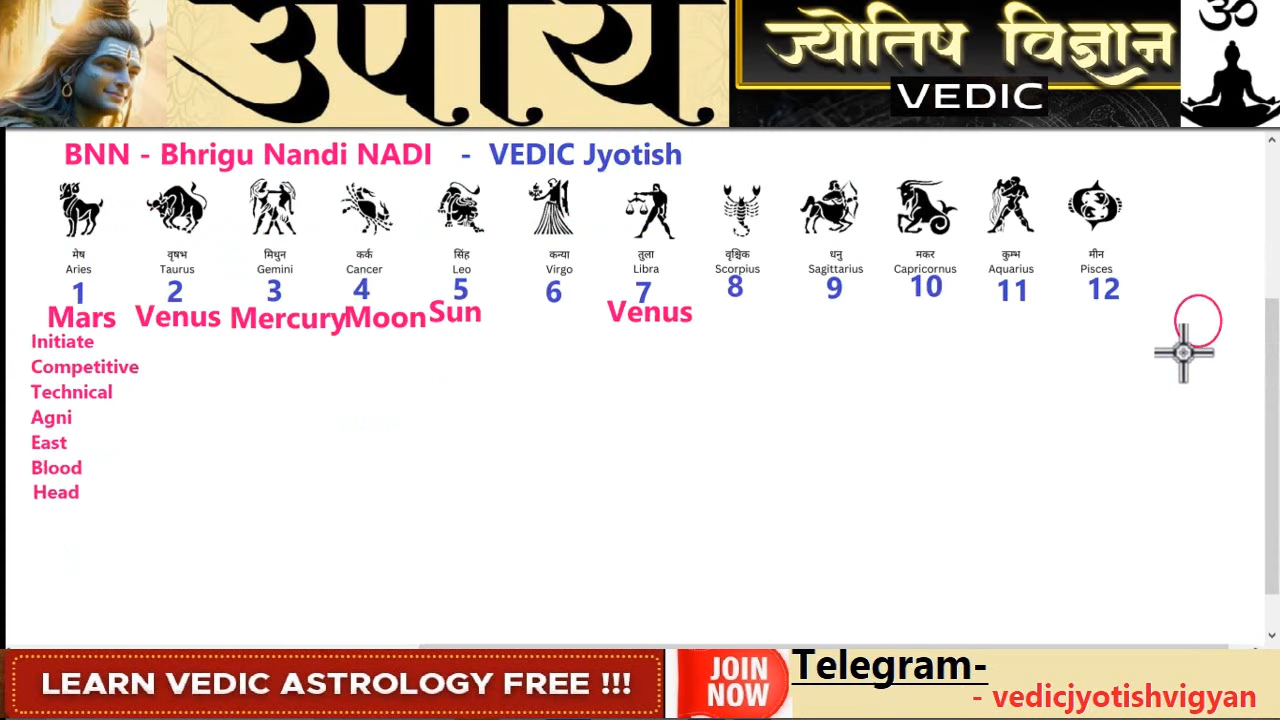 उपाय
ज्योतिष विज्ञान
VEDIC
ॐ
BNN - Bhrigu Nandi NADI - VEDIC Jyotish
मेष वृषभ मिथुन कर्क सिंह कन्या तुला वृश्चिक धनु मकर कुम्भ मीन
Aries Taurus Gemini Cancer Leo Virgo Libra Scorpius Sagittarius Capricornus Aquarius Pisces
1 2 3 4 5 6 7 8 9 10 11 12
Mars Venus Mercury Moon Sun Venus
Initiate
Competitive
Technical
Agni
East
Blood
Head
LEARN VEDIC ASTROLOGY FREE !!!
JOIN
NOW
Telegram-
- vedicjyotishvigyan